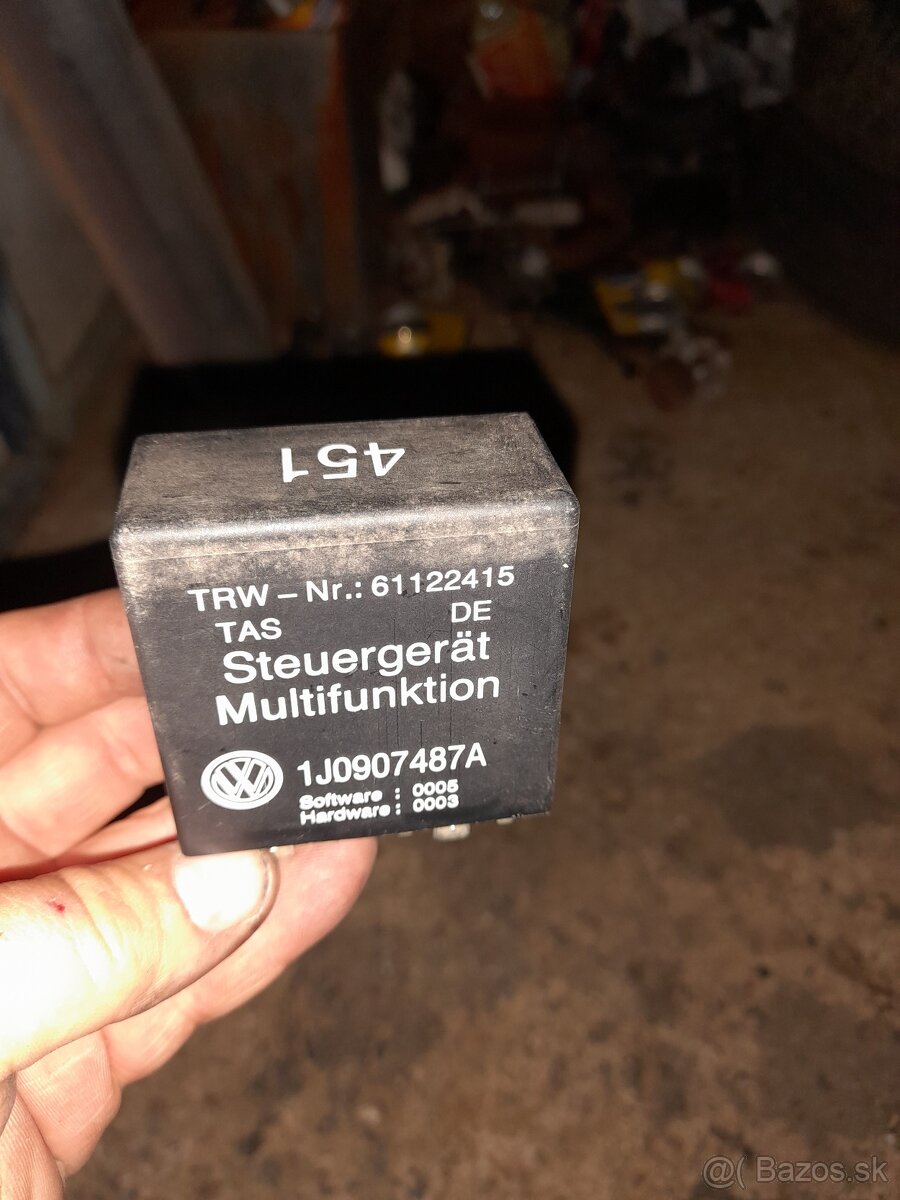 451
TRW – Nr.: 61122415
TAS DE
Steuergerät
Multifunktion
1J0907487A
Software : 0005
Hardware : 0003
@( Bazos.sk